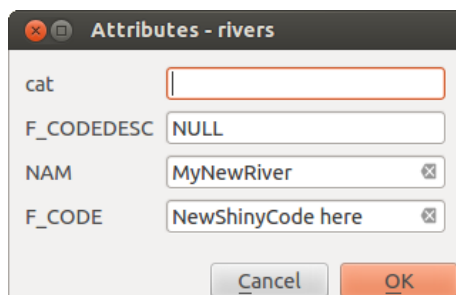 Attributes - rivers
cat
F_CODEDESC NULL
NAM MyNewRiver
F_CODE NewShinyCode here
Cancel OK